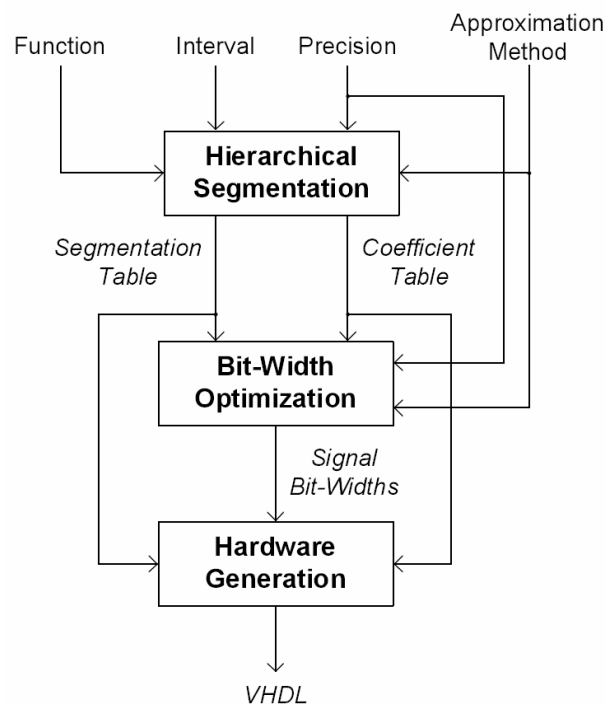 Function
Interval
Precision
Approximation
Method
Hierarchical
Segmentation
Segmentation
Table
Coefficient
Table
Bit-Width
Optimization
Signal
Bit-Widths
Hardware
Generation
VHDL